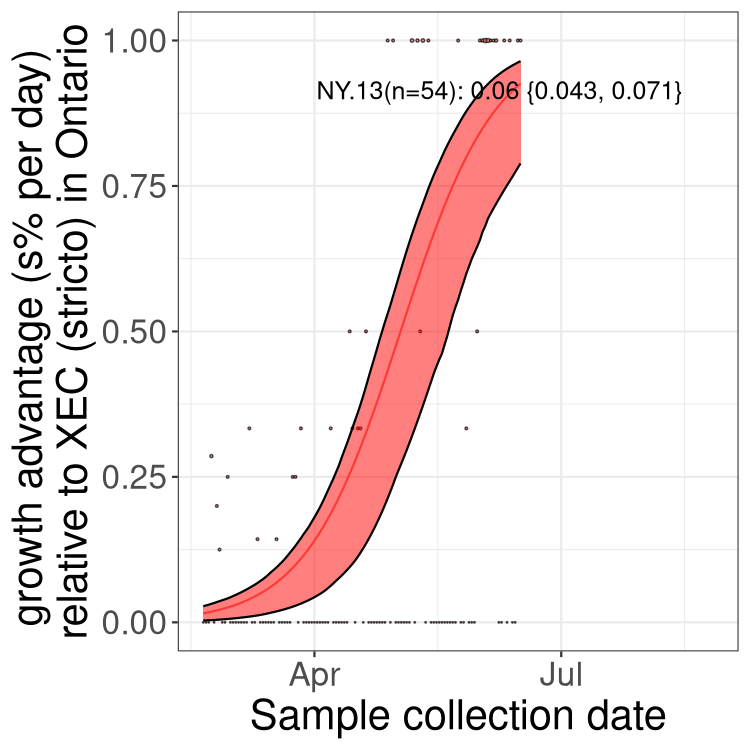 growth advantage (s% per day)
relative to XEC (stricto) in Ontario
1.00
0.75
0.50
0.25
0.00
NY.13(n=54): 0.06 {0.043, 0.071}
Apr
Jul
Sample collection date